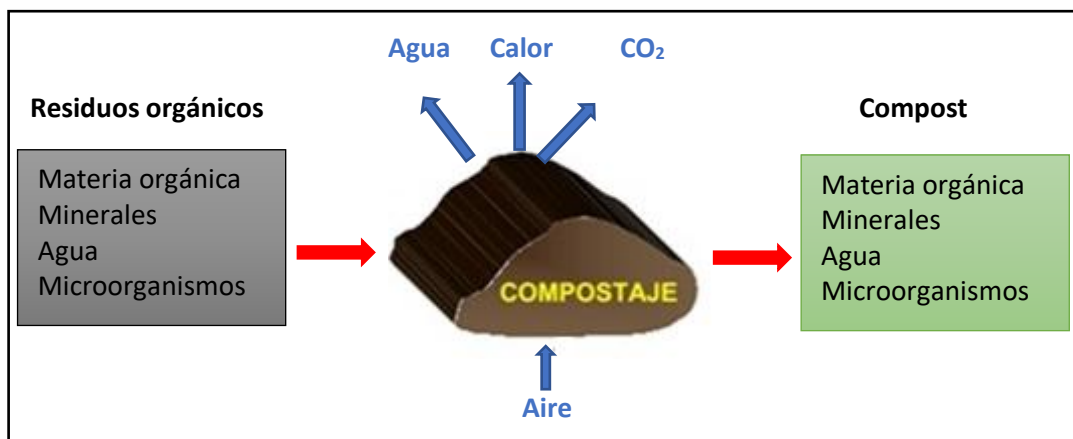 Agua Calor CO₂
Residuos orgánicos
Compost
Materia orgánica
Minerales
Agua
Microorganismos
COMPOSTAJE
Materia orgánica
Minerales
Agua
Microorganismos
Aire